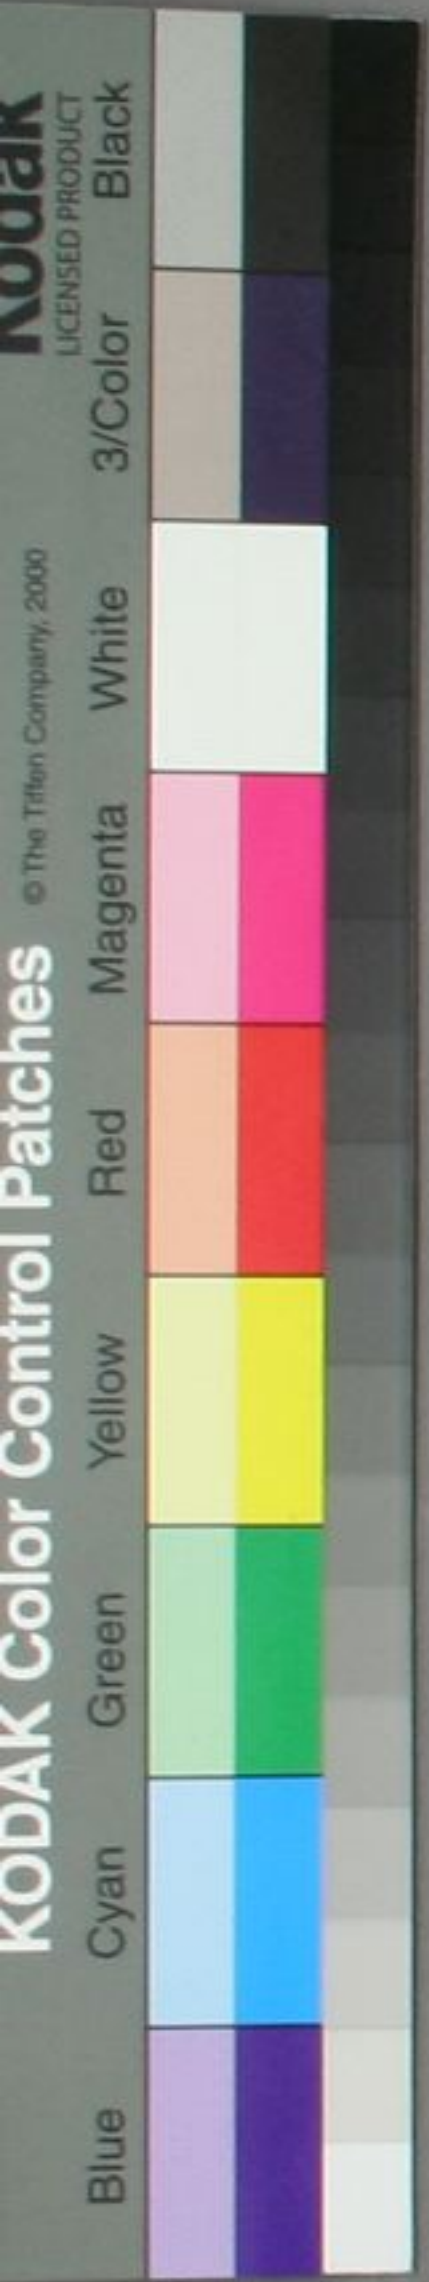 Kodak
LICENSED PRODUCT
KODAK Color Control Patches © The Tiffen Company, 2000
Blue Cyan Green Yellow Red Magenta White 3/Color Black